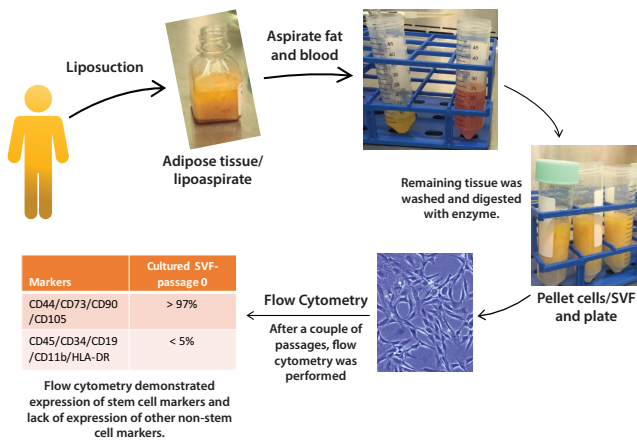 Liposuction
Adipose tissue/
lipoaspirate
Aspirate fat
and blood
Remaining tissue was
washed and digested
with enzyme.
Pellet cells/SVF
and plate
Flow Cytometry
After a couple of
passages, flow
cytometry was
performed
Markers
Cultured SVF-
passage 0
CD44/CD73/CD90
/CD105
> 97%
CD45/CD34/CD19
/CD11b/HLA-DR
< 5%
Flow cytometry demonstrated
expression of stem cell markers and
lack of expression of other non-stem
cell markers.